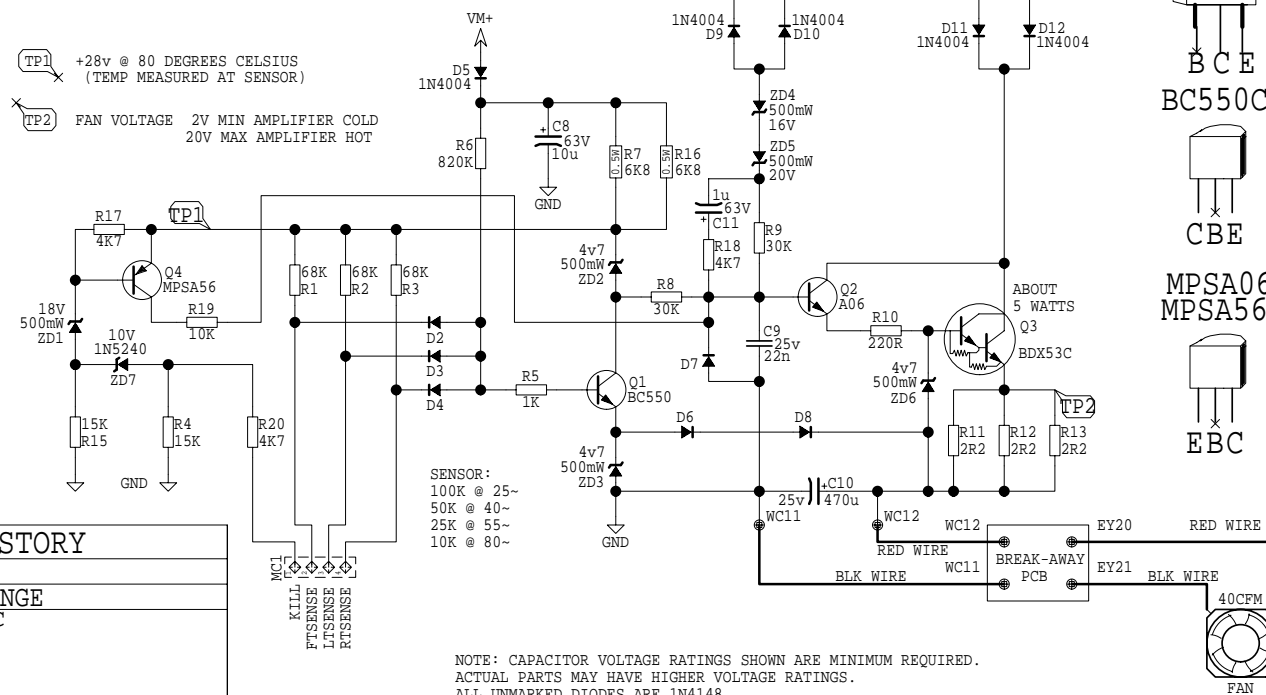 VM+
1N4004
D9
1N4004
D10
D11
1N4004
D12
1N4004
B C E
TP1
+28v @ 80 DEGREES CELSIUS
(TEMP MEASURED AT SENSOR)
D5
1N4004
TP2
FAN VOLTAGE 2V MIN AMPLIFIER COLD
20V MAX AMPLIFIER HOT
ZD4
500mW
16V
BC550C
R6
820K
C8
+
63V
10u
0.5W
R7
6K8
0.5W
R16
6K8
ZD5
500mW
20V
GND
1u
63V
+
C11
R17
4K7
TP1
R9
30K
CBE
4v7
500mW
ZD2
R18
4K7
Q4
MPSA56
68K
R1
68K
R2
68K
R3
R8
30K
Q2
A06
ABOUT
5 WATTS
MPSA06
MPSA56
18V
500mW
ZD1
R19
10K
10V
1N5240
ZD7
D2
D3
D4
C9
25v
22n
R10
220R
Q3
BDX53C
D7
R5
1K
Q1
BC550
4v7
500mW
ZD6
TP2
15K
R15
R4
15K
R20
4K7
D6
D8
R11
2R2
R12
2R2
R13
2R2
EBC
GND
4v7
500mW
ZD3
SENSOR:
100K @ 25~
50K @ 40~
25K @ 55~
10K @ 80~
+C10
25v
470u
GND
WC11
WC12
WC12
EY20
RED WIRE
RED WIRE
WC11
BREAK-AWAY
PCB
EY21
BLK WIRE
BLK WIRE
STORY
NGE
C
MC1
1
2
3
4
KILL
FTSENSE
LTSENSE
RTSENSE
40CFM
FAN
NOTE: CAPACITOR VOLTAGE RATINGS SHOWN ARE MINIMUM REQUIRED.
ACTUAL PARTS MAY HAVE HIGHER VOLTAGE RATINGS.
ALL UNMARKED DIODES ARE 1N4148